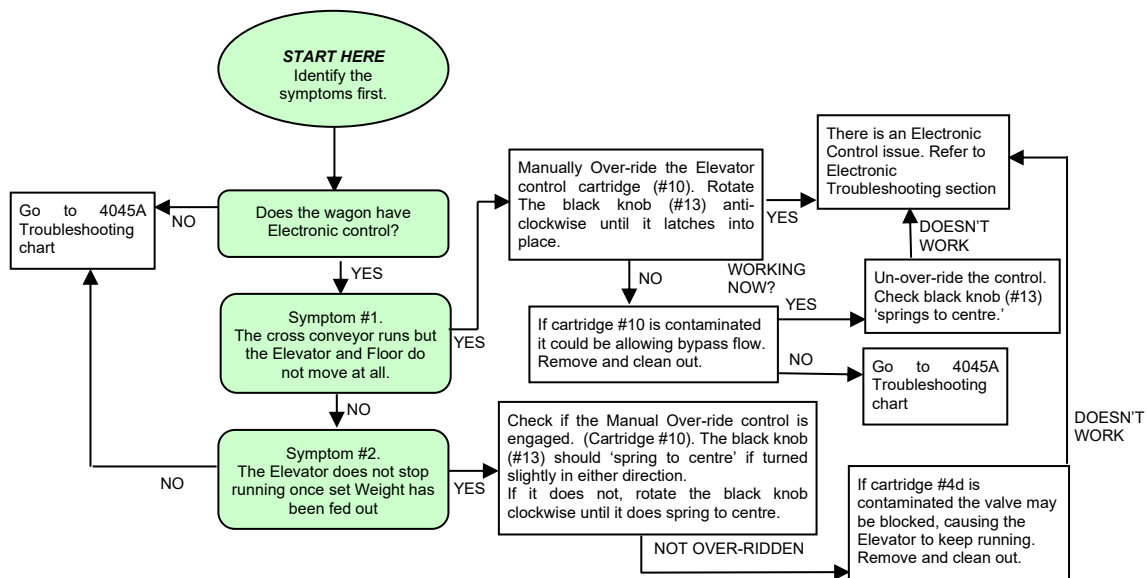 START HERE
Identify the
symptoms first.
Does the wagon have
Electronic control?
NO
Go to 4045A
Troubleshooting
chart
YES
Symptom #1.
The cross conveyor runs but
the Elevator and Floor do
not move at all.
YES
Manually Over-ride the Elevator
control cartridge (#10). Rotate
The black knob (#13) anti-
clockwise until it latches into
place.
YES
There is an Electronic
Control issue. Refer to
Electronic
Troubleshooting section
NO
WORKING
NOW?
If cartridge #10 is contaminated
it could be allowing bypass flow.
Remove and clean out.
YES
Un-over-ride the control.
Check black knob (#13)
‘springs to centre.’
DOESN’T
WORK
NO
Go to 4045A
Troubleshooting
chart
NO
Symptom #2.
The Elevator does not stop
running once set Weight has
been fed out
NO
YES
Check if the Manual Over-ride control is
engaged. (Cartridge #10). The black knob
(#13) should ‘spring to centre’ if turned
slightly in either direction.
If it does not, rotate the black knob
clockwise until it does spring to centre.
NOT OVER-RIDDEN
If cartridge #4d is
contaminated the valve may
be blocked, causing the
Elevator to keep running.
Remove and clean out.
DOESN’T
WORK